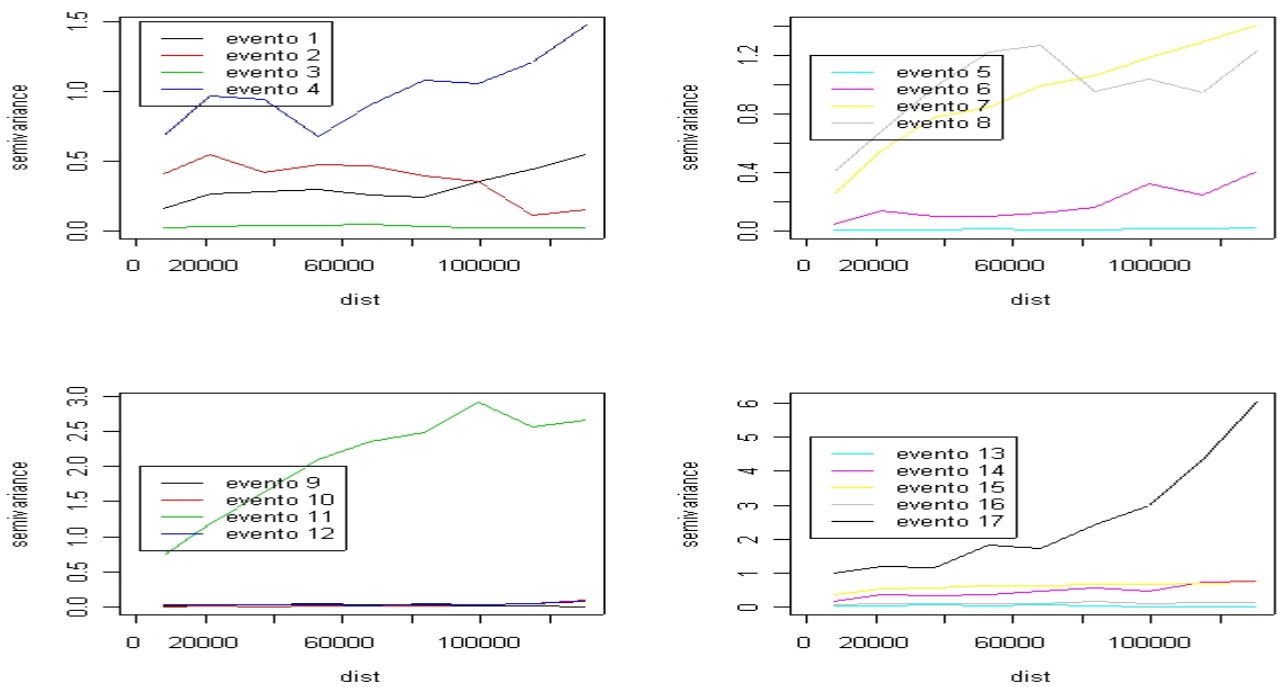 1.5
1.0
0.5
0.0
semivariance
evento 1
evento 2
evento 3
evento 4
0 20000 60000 100000
dist
1.2
0.8
0.4
0.0
semivariance
evento 5
evento 6
evento 7
evento 8
0 20000 60000 100000
dist
3.0
2.5
2.0
1.5
1.0
0.5
0.0
semivariance
evento 9
evento 10
evento 11
evento 12
0 20000 60000 100000
dist
6
5
4
3
2
1
0
semivariance
evento 13
evento 14
evento 15
evento 16
evento 17
0 20000 60000 100000
dist